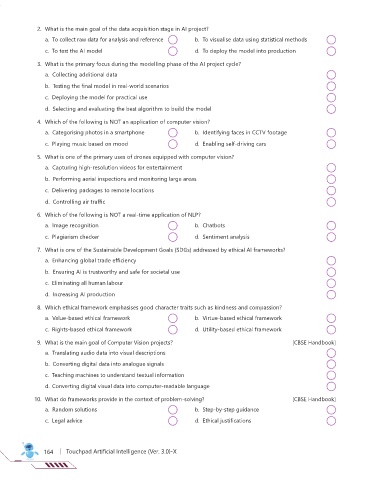 2. What is the main goal of the data acquisition stage in AI project?
a. To collect raw data for analysis and reference b. To visualise data using statistical methods
c. To test the AI model d. To deploy the model into production
3. What is the primary focus during the modelling phase of the AI project cycle?
a. Collecting additional data
b. Testing the final model in real-world scenarios
c. Deploying the model for practical use
d. Selecting and evaluating the best algorithm to build the model
4. Which of the following is NOT an application of computer vision?
a. Categorising photos in a smartphone b. Identifying faces in CCTV footage
c. Playing music based on mood d. Enabling self-driving cars
5. What is one of the primary uses of drones equipped with computer vision?
a. Capturing high-resolution videos for entertainment
b. Performing aerial inspections and monitoring large areas
c. Delivering packages to remote locations
d. Controlling air traffic
6. Which of the following is NOT a real-time application of NLP?
a. Image recognition b. Chatbots
c. Plagiarism checker d. Sentiment analysis
7. What is one of the Sustainable Development Goals (SDGs) addressed by ethical AI frameworks?
a. Enhancing global trade efficiency
b. Ensuring AI is trustworthy and safe for societal use
c. Eliminating all human labour
d. Increasing AI production
8. Which ethical framework emphasises good character traits such as kindness and compassion?
a. Value-based ethical framework b. Virtue-based ethical framework
c. Rights-based ethical framework d. Utility-based ethical framework
9. What is the main goal of Computer Vision projects? [CBSE Handbook]
a. Translating audio data into visual descriptions
b. Converting digital data into analogue signals
c. Teaching machines to understand textual information
d. Converting digital visual data into computer-readable language
10. What do frameworks provide in the context of problem-solving? [CBSE Handbook]
a. Random solutions b. Step-by-step guidance
c. Legal advice d. Ethical justifications
164 | Touchpad Artificial Intelligence (Ver. 3.0)-X